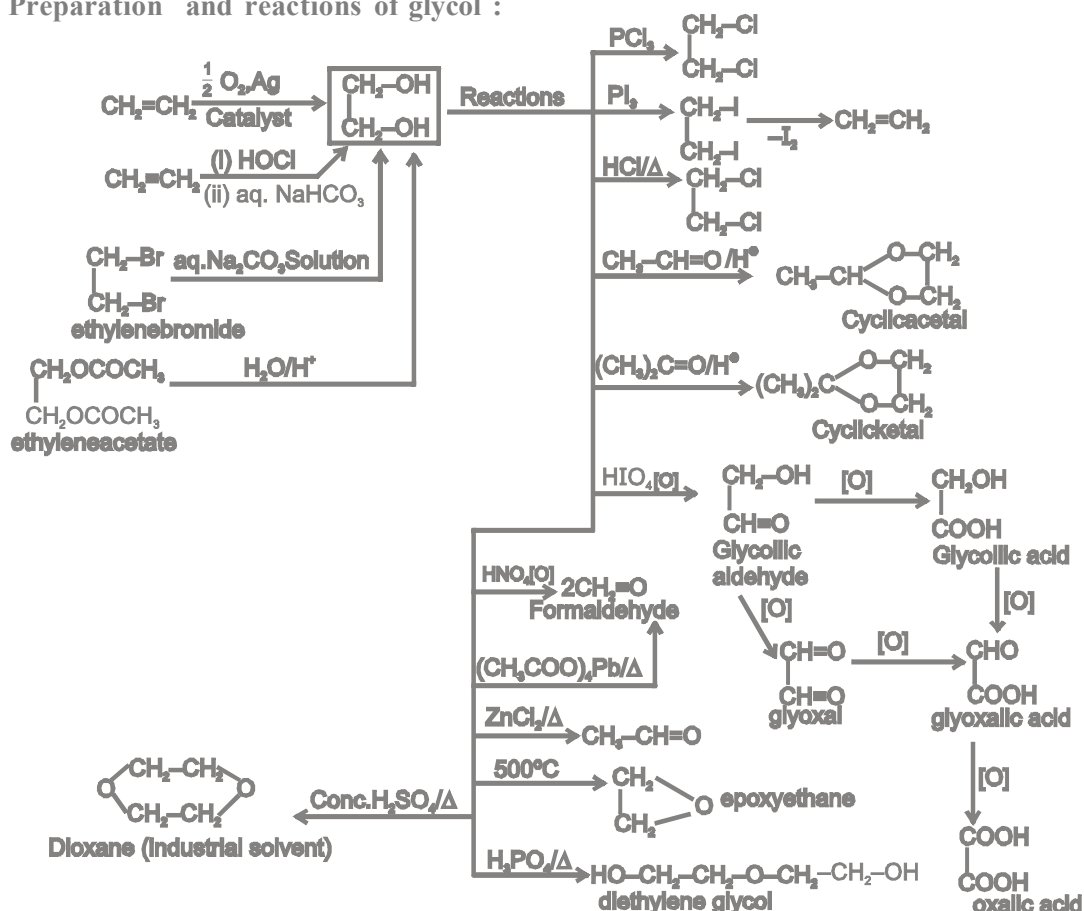 Preparation and reactions of glycol :
CH₂=CH₂
½ O₂,Ag
Catalyst
CH₂–OH
CH₂–OH
Reactions
CH₂=CH₂
(i) HOCl
(ii) aq. NaHCO₃
CH₂–Br
CH₂–Br
ethylenebromide
aq.Na₂CO₃Solution
CH₂OCOCH₃
CH₂OCOCH₃
ethyleneacetate
H₂O/H⁺
PCl₃
CH₂–Cl
CH₂–Cl
PI₃
CH₂–I
CH₂–I
–I₂
CH₂=CH₂
HCl/Δ
CH₂–Cl
CH₂–Cl
CH₃–CH=O/H⊕
CH₃–CH
O–CH₂
O–CH₂
Cyclicacetal
(CH₃)₂C=O/H⊕
(CH₃)₂C
O–CH₂
O–CH₂
Cyclicketal
HIO₄[O]
CH₂–OH
CH=O
Glycollic
aldehyde
[O]
CH₂OH
COOH
Glycollic acid
[O]
[O]
CH=O
CH=O
glyoxal
[O]
CHO
COOH
glyoxalic acid
[O]
COOH
COOH
oxalic acid
HNO₄[O]
2CH₂=O
Formaldehyde
(CH₃COO)₄Pb/Δ
ZnCl₂/Δ
CH₃–CH=O
500ºC
CH₂
CH₂
O
epoxyethane
Conc.H₂SO₄/Δ
CH₂–CH₂
O
O
CH₂–CH₂
Dioxane (Industrial solvent)
H₃PO₄/Δ
HO–CH₂–CH₂–O–CH₂–CH₂–OH
diethylene glycol